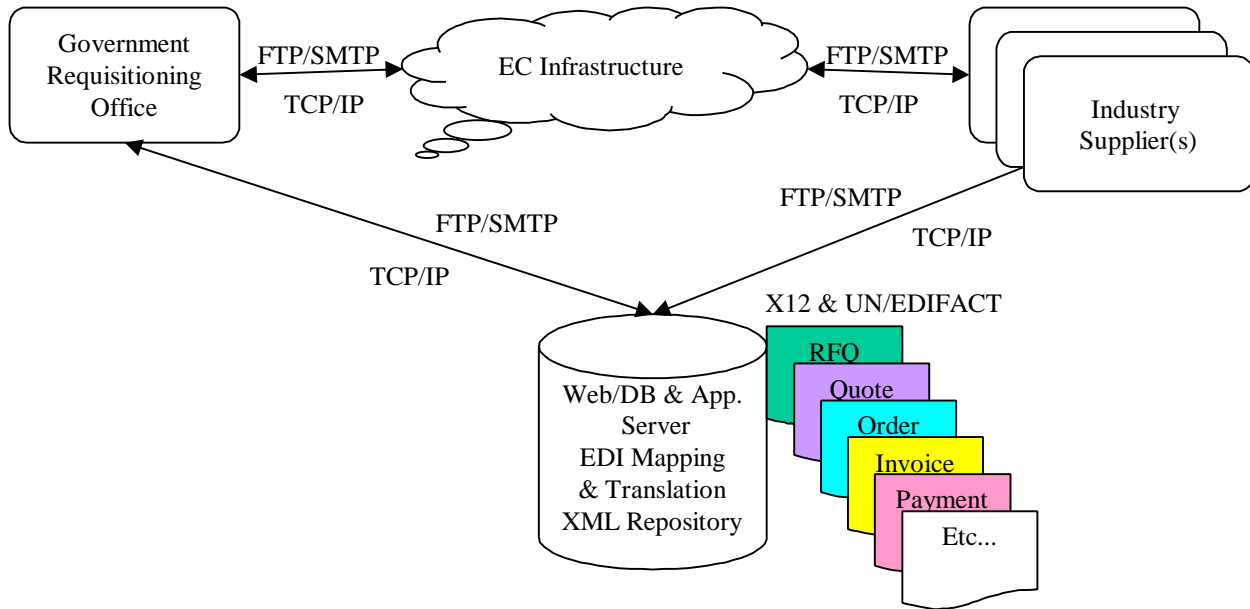 Government
Requisitioning
Office
FTP/SMTP
TCP/IP
EC Infrastructure
FTP/SMTP
TCP/IP
Industry
Supplier(s)
FTP/SMTP
TCP/IP
FTP/SMTP
TCP/IP
X12 & UN/EDIFACT
Web/DB & App.
Server
EDI Mapping
& Translation
XML Repository
RFQ
Quote
Order
Invoice
Payment
Etc...